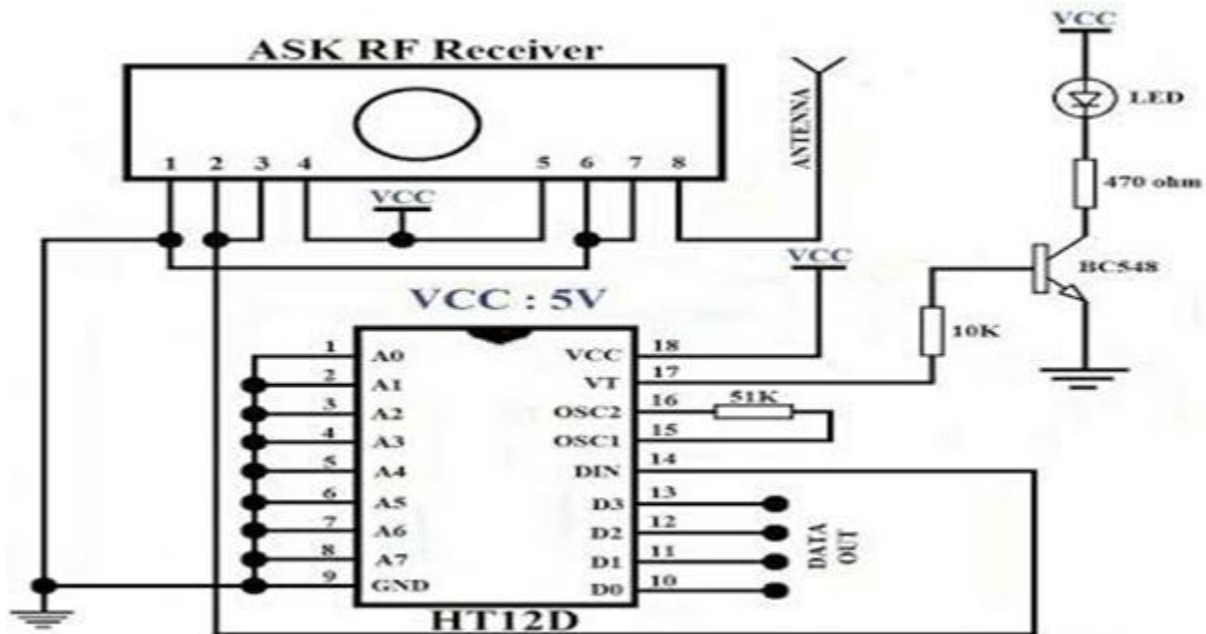 VCC
ASK RF Receiver
LED
ANTENNA
1 2 3 4 5 6 7 8
470 ohm
VCC
VCC
BC548
VCC : 5V
10K
1 A0 VCC 18
2 A1 VT 17
3 A2 OSC2 16 51K
4 A3 OSC1 15
5 A4 DIN 14
6 A5 D3 13
7 A6 D2 12
8 A7 D1 11
9 GND D0 10
DATA
OUT
HT12D